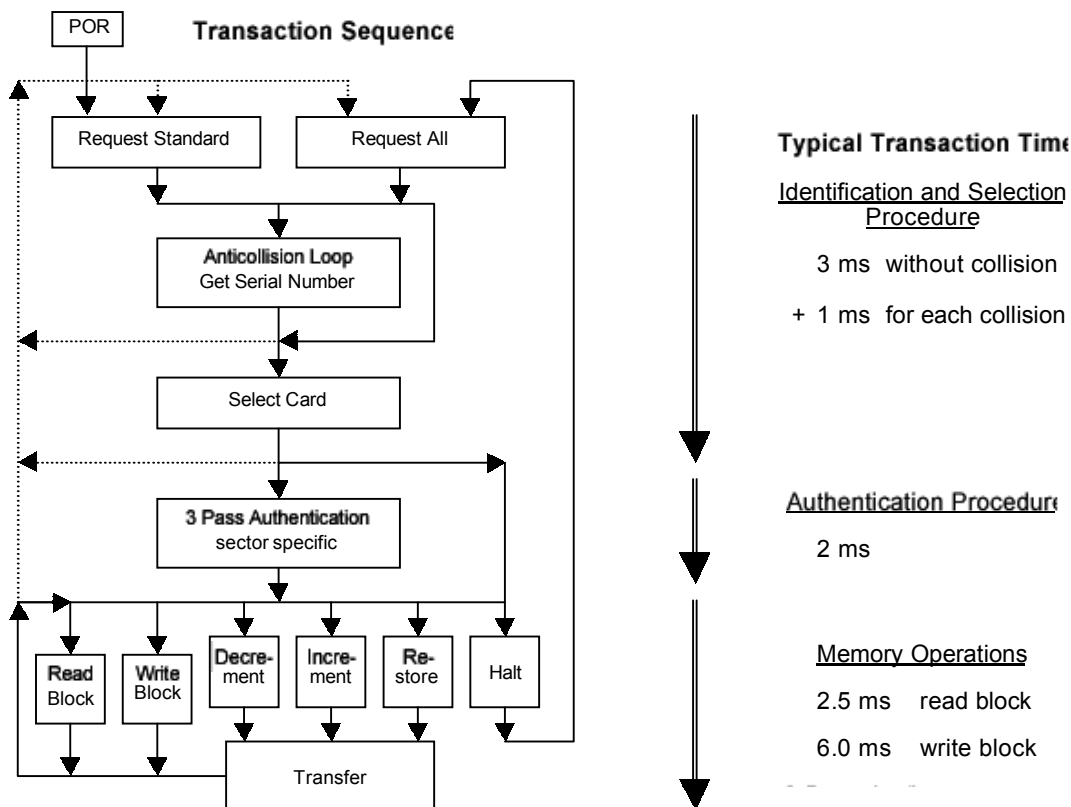 POR
Transaction Sequence
Request Standard
Request All
Anticollision Loop
Get Serial Number
Select Card
3 Pass Authentication
sector specific
Read
Block
Write
Block
Decre-
ment
Incre-
ment
Re-
store
Halt
Transfer
Typical Transaction Time
Identification and Selection
Procedure
3 ms without collision
+ 1 ms for each collision
Authentication Procedure
2 ms
Memory Operations
2.5 ms read block
6.0 ms write block